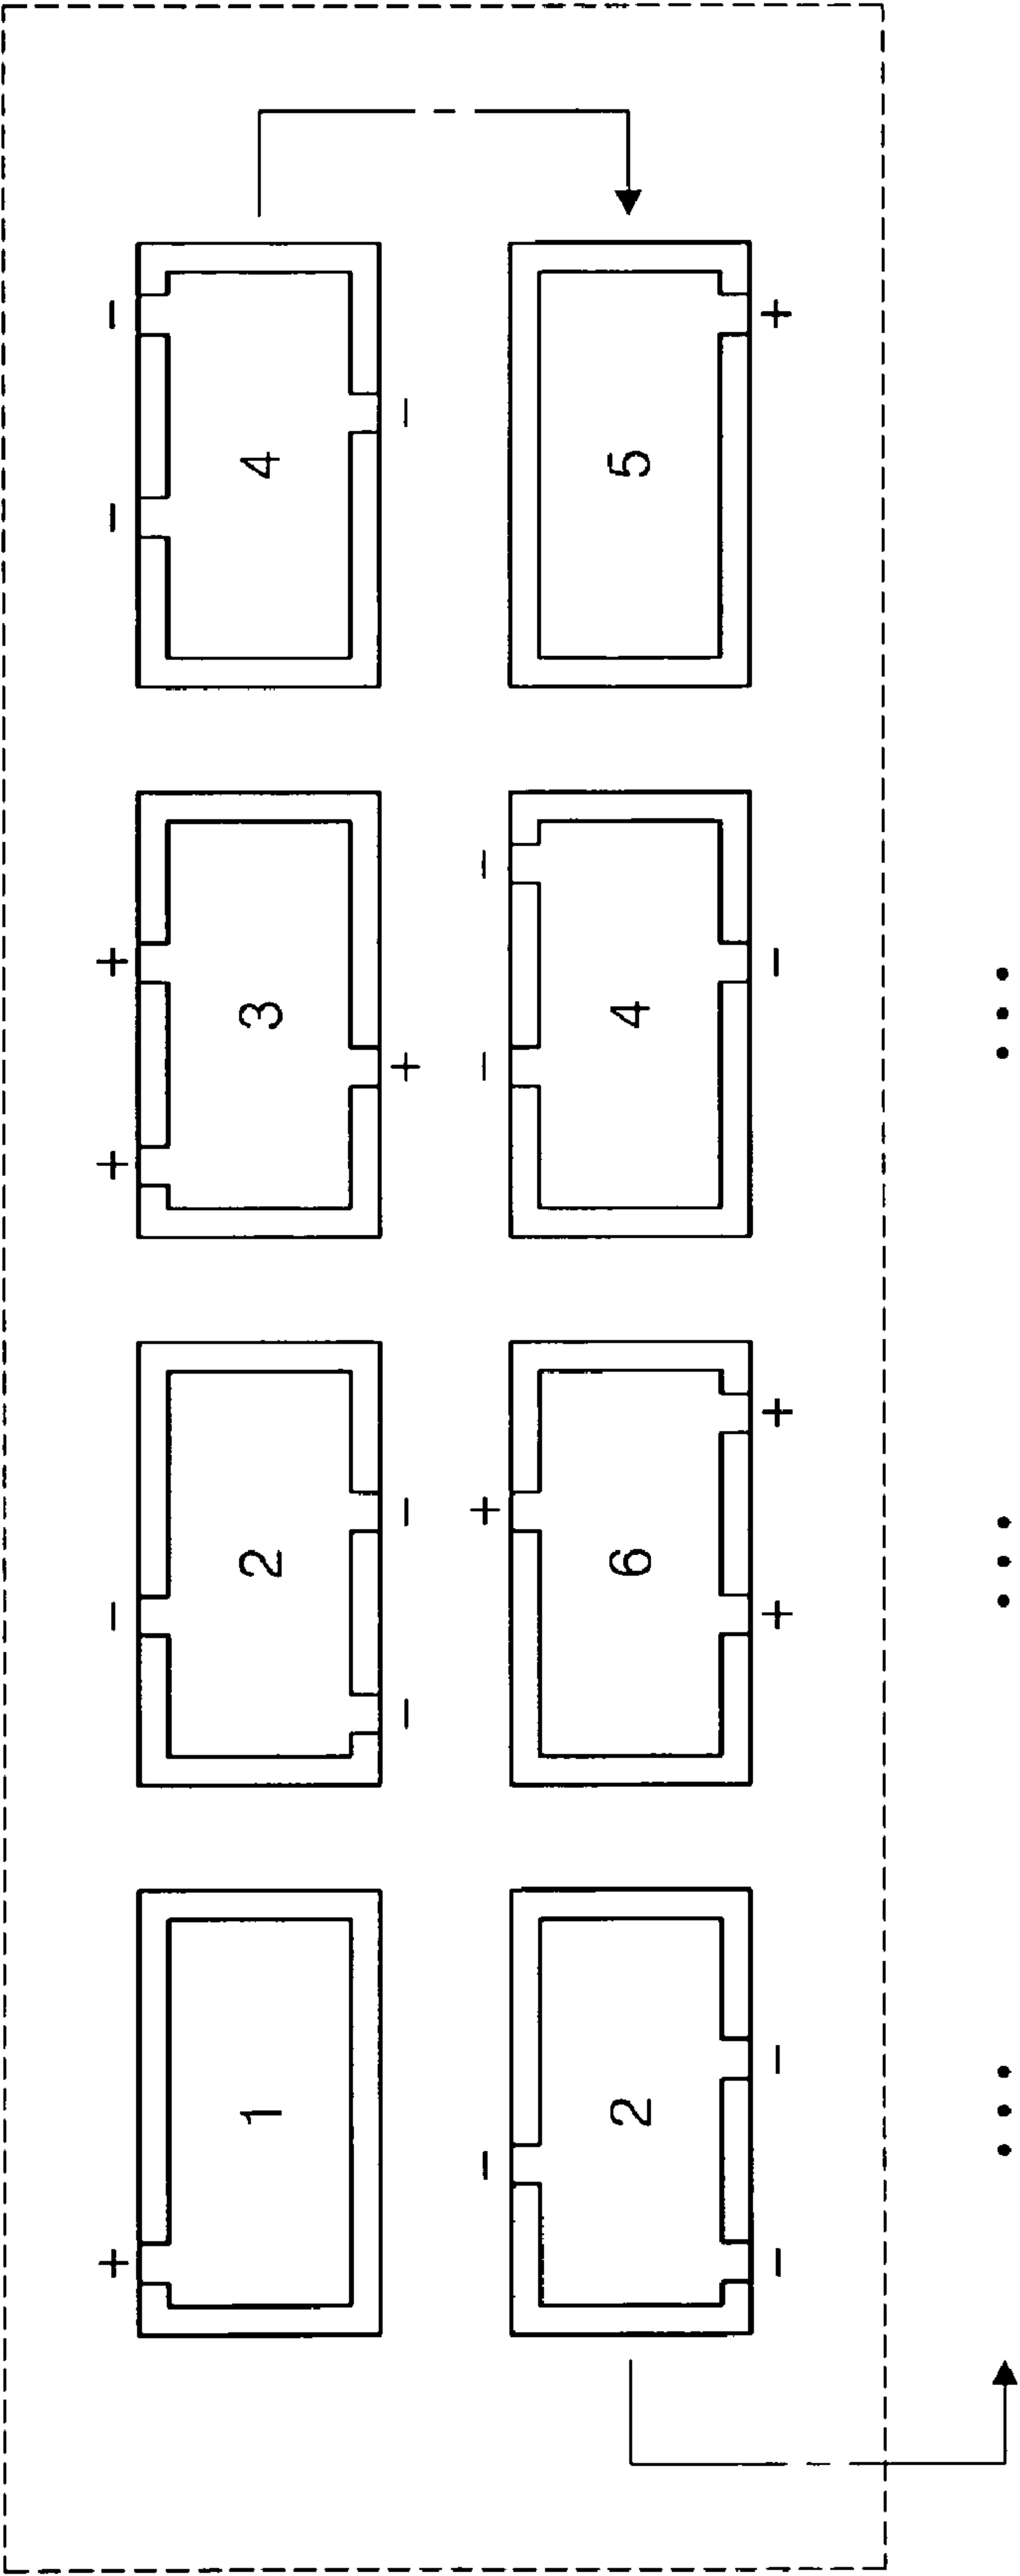 + − + + − −
1 2 3 4
− − + −
− + − −
2 6 4 5
− − + + − +
... ... ...